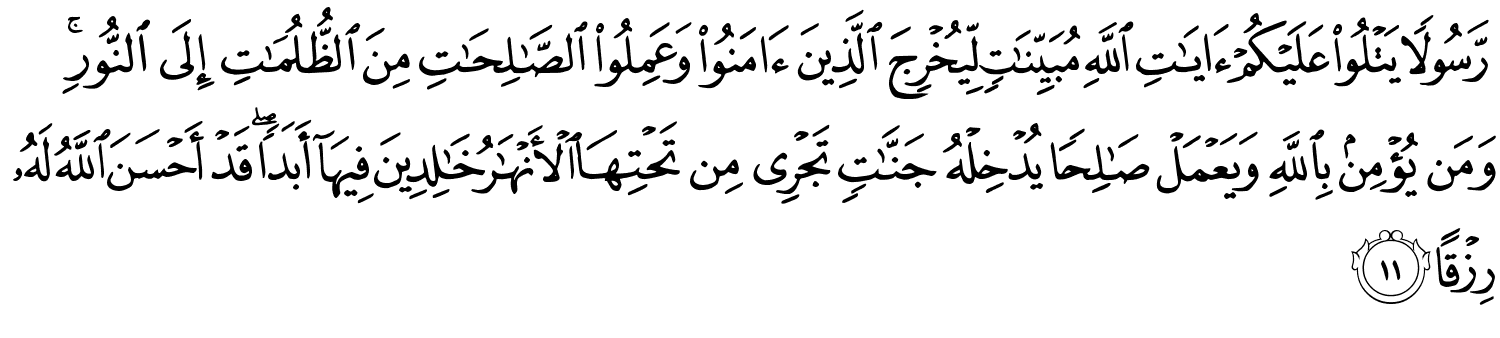 رَّسُولًا يَتۡلُوا۟ عَلَيۡكُمۡ ءَايَـٰتِ ٱللَّهِ مُبَيِّنَـٰتٍ لِّيُخۡرِجَ ٱلَّذِينَ ءَامَنُوا۟ وَعَمِلُوا۟ ٱلصَّـٰلِحَـٰتِ مِنَ ٱلظُّلُمَـٰتِ إِلَى ٱلنُّورِۚ
وَمَن يُؤۡمِنۢ بِٱللَّهِ وَيَعۡمَلۡ صَـٰلِحًا يُدۡخِلۡهُ جَنَّـٰتٍ تَجۡرِى مِن تَحۡتِهَا ٱلۡأَنۡهَـٰرُ خَـٰلِدِينَ فِيهَآ أَبَدًاۖ قَدۡ أَحۡسَنَ ٱللَّهُ لَهُۥ
رِزۡقًا ١١